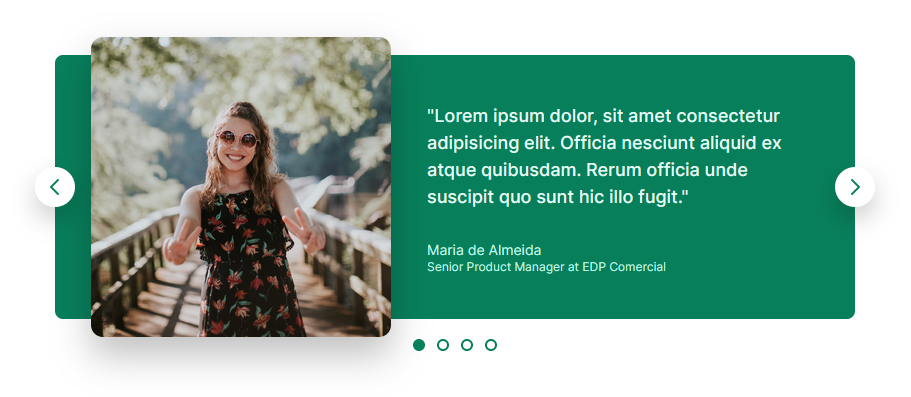 "Lorem ipsum dolor, sit amet consectetur
adipisicing elit. Officia nesciunt aliquid ex
atque quibusdam. Rerum officia unde
suscipit quo sunt hic illo fugit."
Maria de Almeida
Senior Product Manager at EDP Comercial